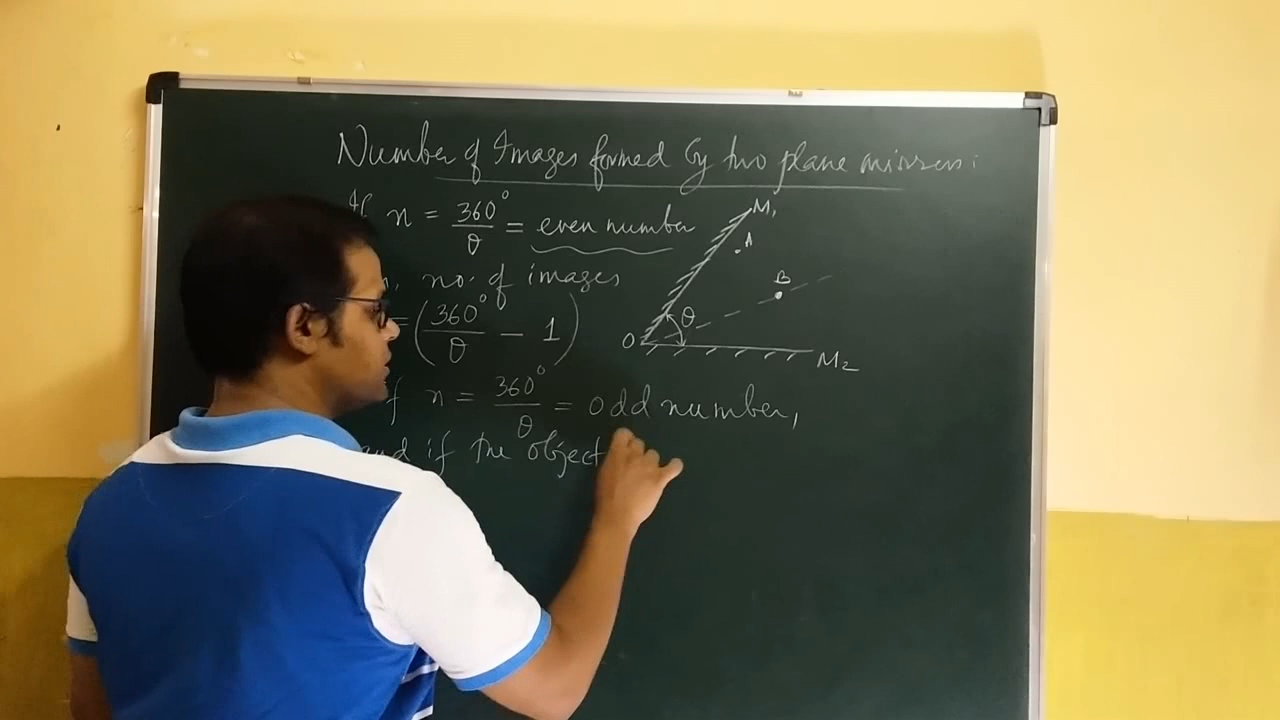 Number of Images formed by two plane mirrors:
If n = 360°/θ = even number
no. of images
= (360°/θ - 1)
If n = 360°/θ = odd number,
and if the object
M₁
A
B
θ
O
M₂